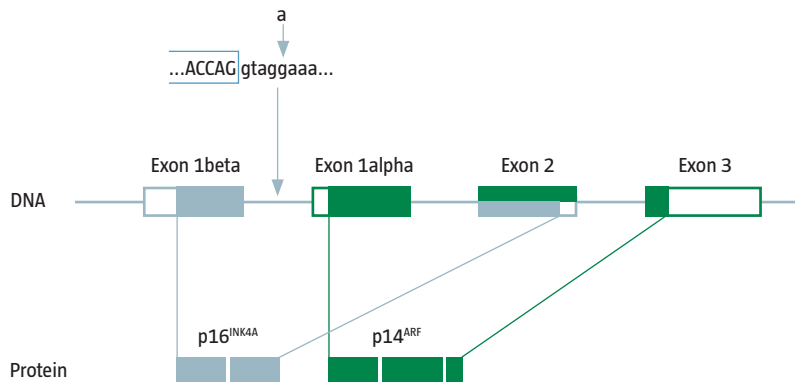 a
...ACCAG gtaggaaa...
Exon 1beta Exon 1alpha Exon 2 Exon 3
DNA
p16INK4A p14ARF
Protein